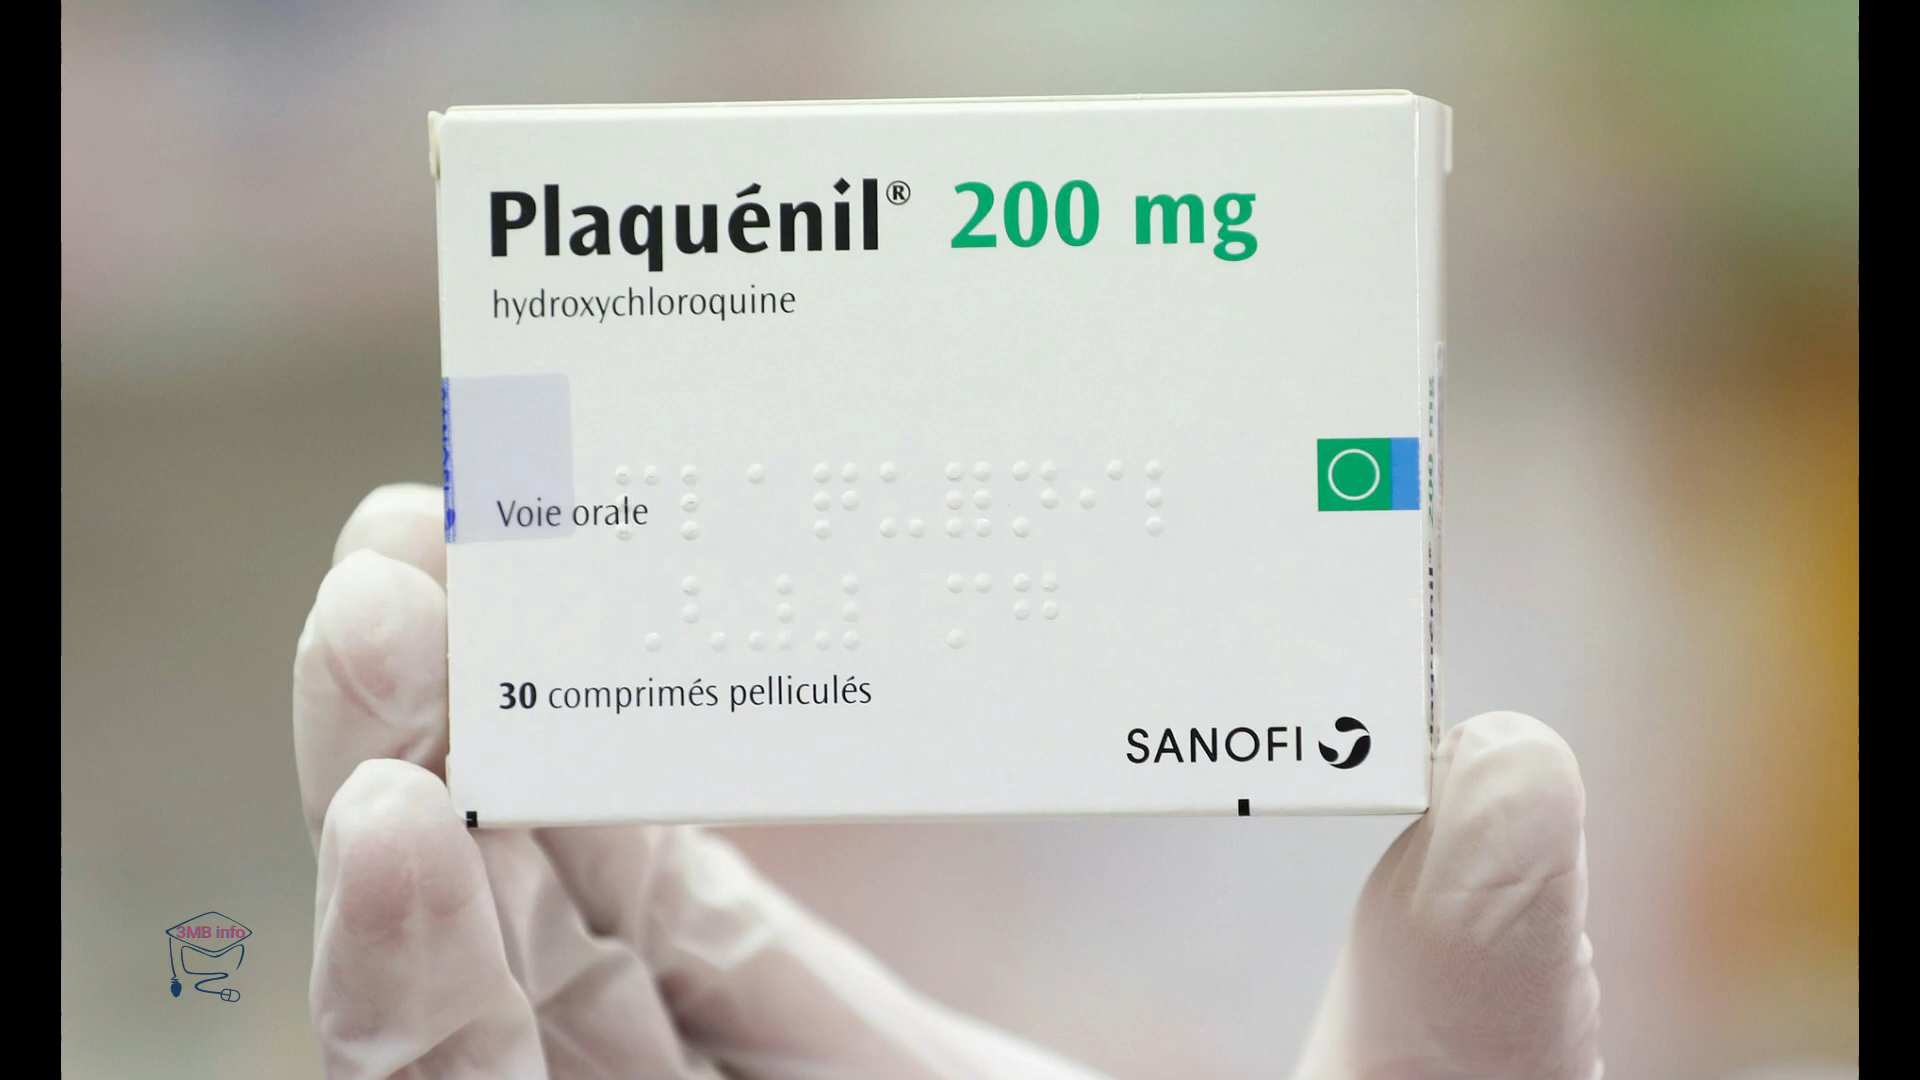 Plaquénil® 200 mg
hydroxychloroquine
Voie orale
30 comprimés pelliculés
SANOFI
3MB info